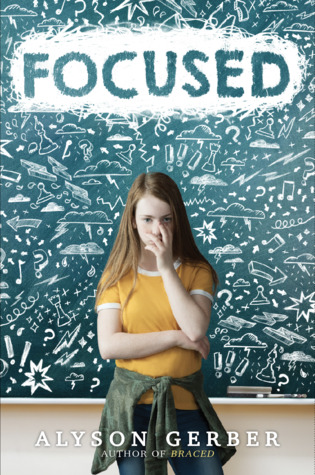 FOCUSED
ALYSON GERBER
AUTHOR OF BRACED